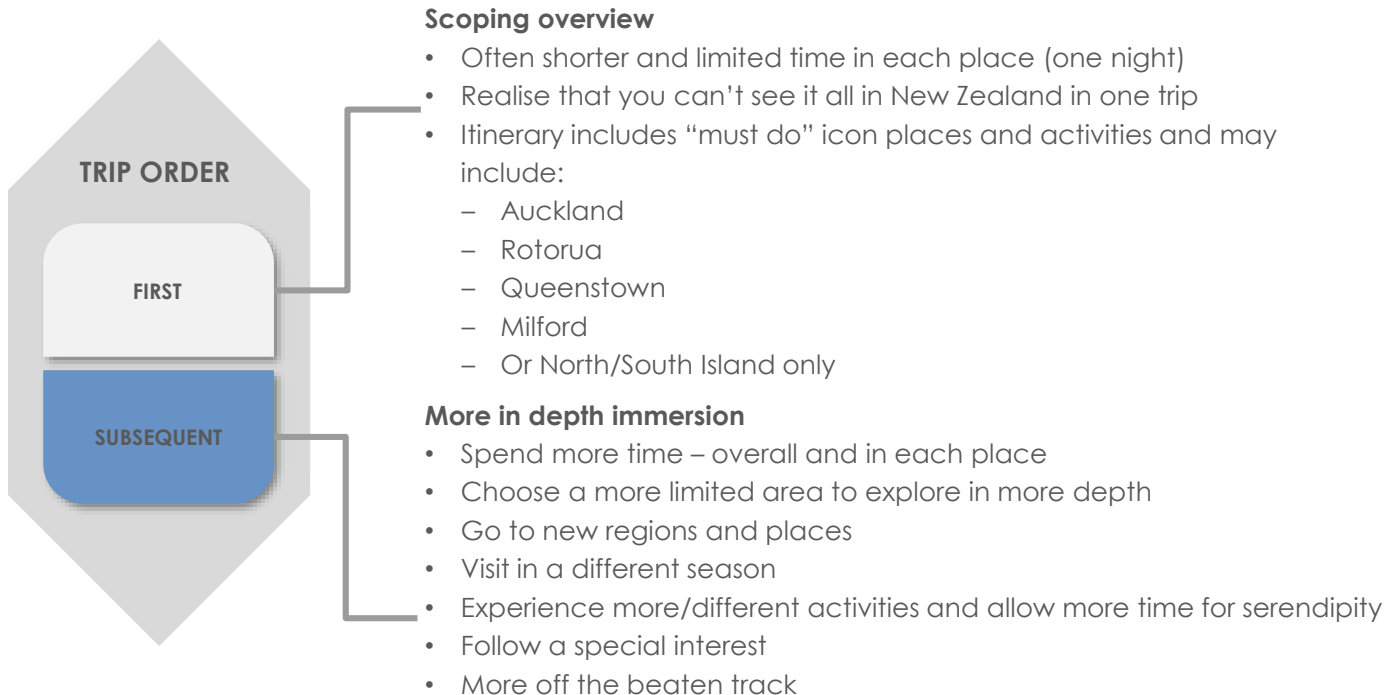 TRIP ORDER
FIRST
SUBSEQUENT
Scoping overview
• Often shorter and limited time in each place (one night)
• Realise that you can’t see it all in New Zealand in one trip
• Itinerary includes “must do” icon places and activities and may
include:
– Auckland
– Rotorua
– Queenstown
– Milford
– Or North/South Island only
More in depth immersion
• Spend more time – overall and in each place
• Choose a more limited area to explore in more depth
• Go to new regions and places
• Visit in a different season
• Experience more/different activities and allow more time for serendipity
• Follow a special interest
• More off the beaten track